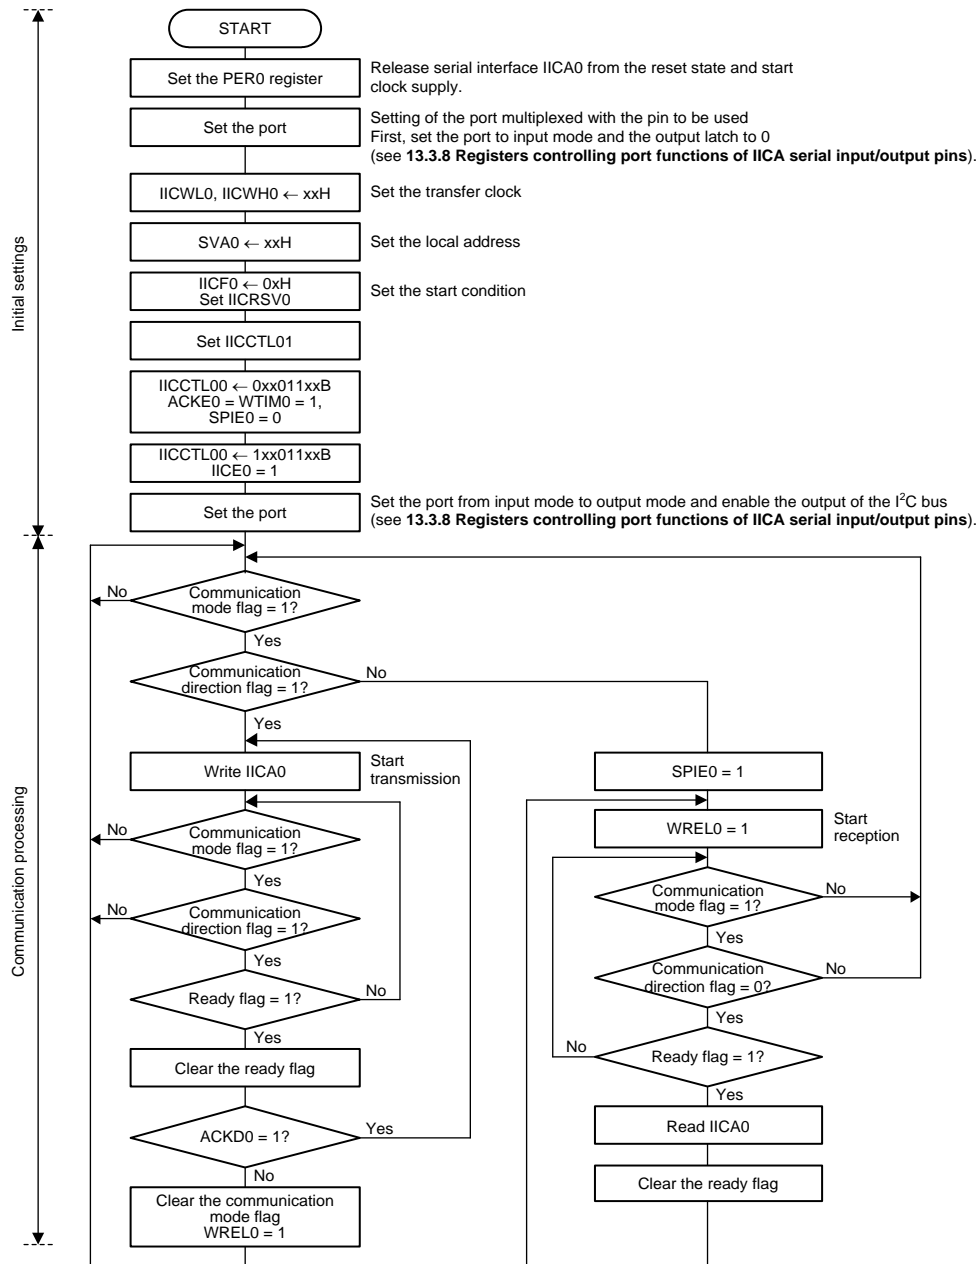 START
Set the PER0 register
Release serial interface IICA0 from the reset state and start
clock supply.
Set the port
Setting of the port multiplexed with the pin to be used
First, set the port to input mode and the output latch to 0
(see 13.3.8 Registers controlling port functions of IICA serial input/output pins).
IICWL0, IICWH0 ← xxH
Set the transfer clock
SVA0 ← xxH
Set the local address
IICF0 ← 0xH
Set IICRSV0
Set the start condition
Set IICCTL01
IICCTL00 ← 0xx011xxB
ACKE0 = WTIM0 = 1,
SPIE0 = 0
IICCTL00 ← 1xx011xxB
IICE0 = 1
Set the port
Set the port from input mode to output mode and enable the output of the I²C bus
(see 13.3.8 Registers controlling port functions of IICA serial input/output pins).
Initial settings
Communication processing
Communication
mode flag = 1?
No
Yes
Communication
direction flag = 1?
No
Yes
Write IICA0
Start
transmission
Communication
mode flag = 1?
No
Yes
Communication
direction flag = 1?
No
Yes
Ready flag = 1?
No
Yes
Clear the ready flag
ACKD0 = 1?
Yes
No
Clear the communication
mode flag
WREL0 = 1
SPIE0 = 1
WREL0 = 1
Start
reception
Communication
mode flag = 1?
No
Yes
Communication
direction flag = 0?
No
Yes
Ready flag = 1?
No
Yes
Read IICA0
Clear the ready flag